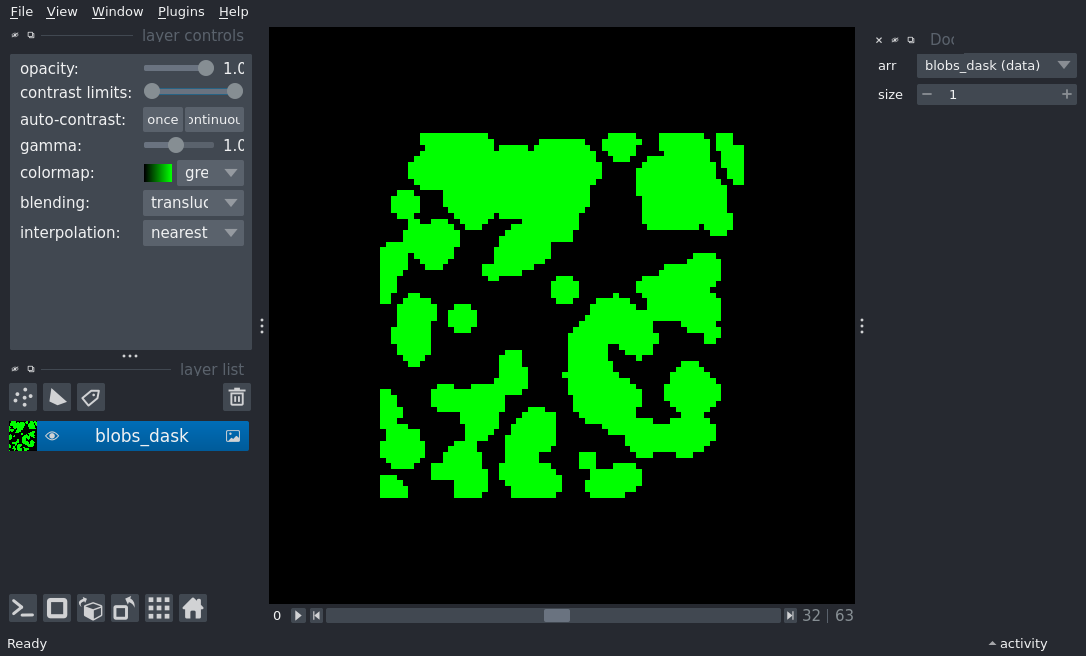 File View Window Plugins Help
layer controls
opacity: 1.0
contrast limits:
auto-contrast: once ontinuou
gamma: 1.0
colormap: gre
blending: transluc
interpolation: nearest
layer list
blobs_dask
0 32 | 63
Ready
Doc
arr blobs_dask (data)
size 1
activity